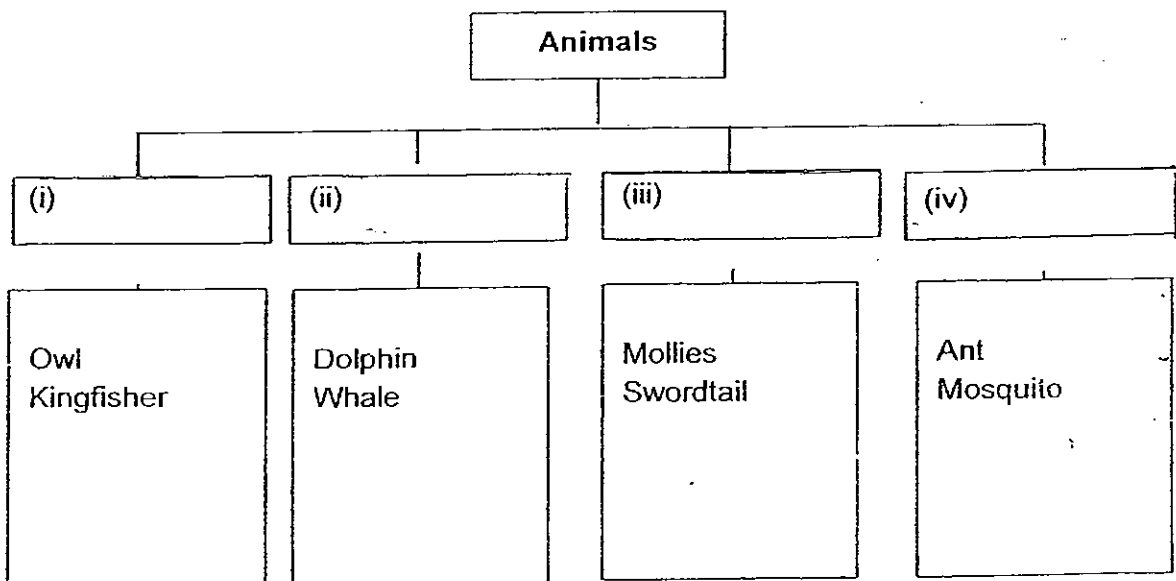 Animals
(i)
(ii)
(iii)
(iv)
Owl
Kingfisher
Dolphin
Whale
Mollies
Swordtail
Ant
Mosquito